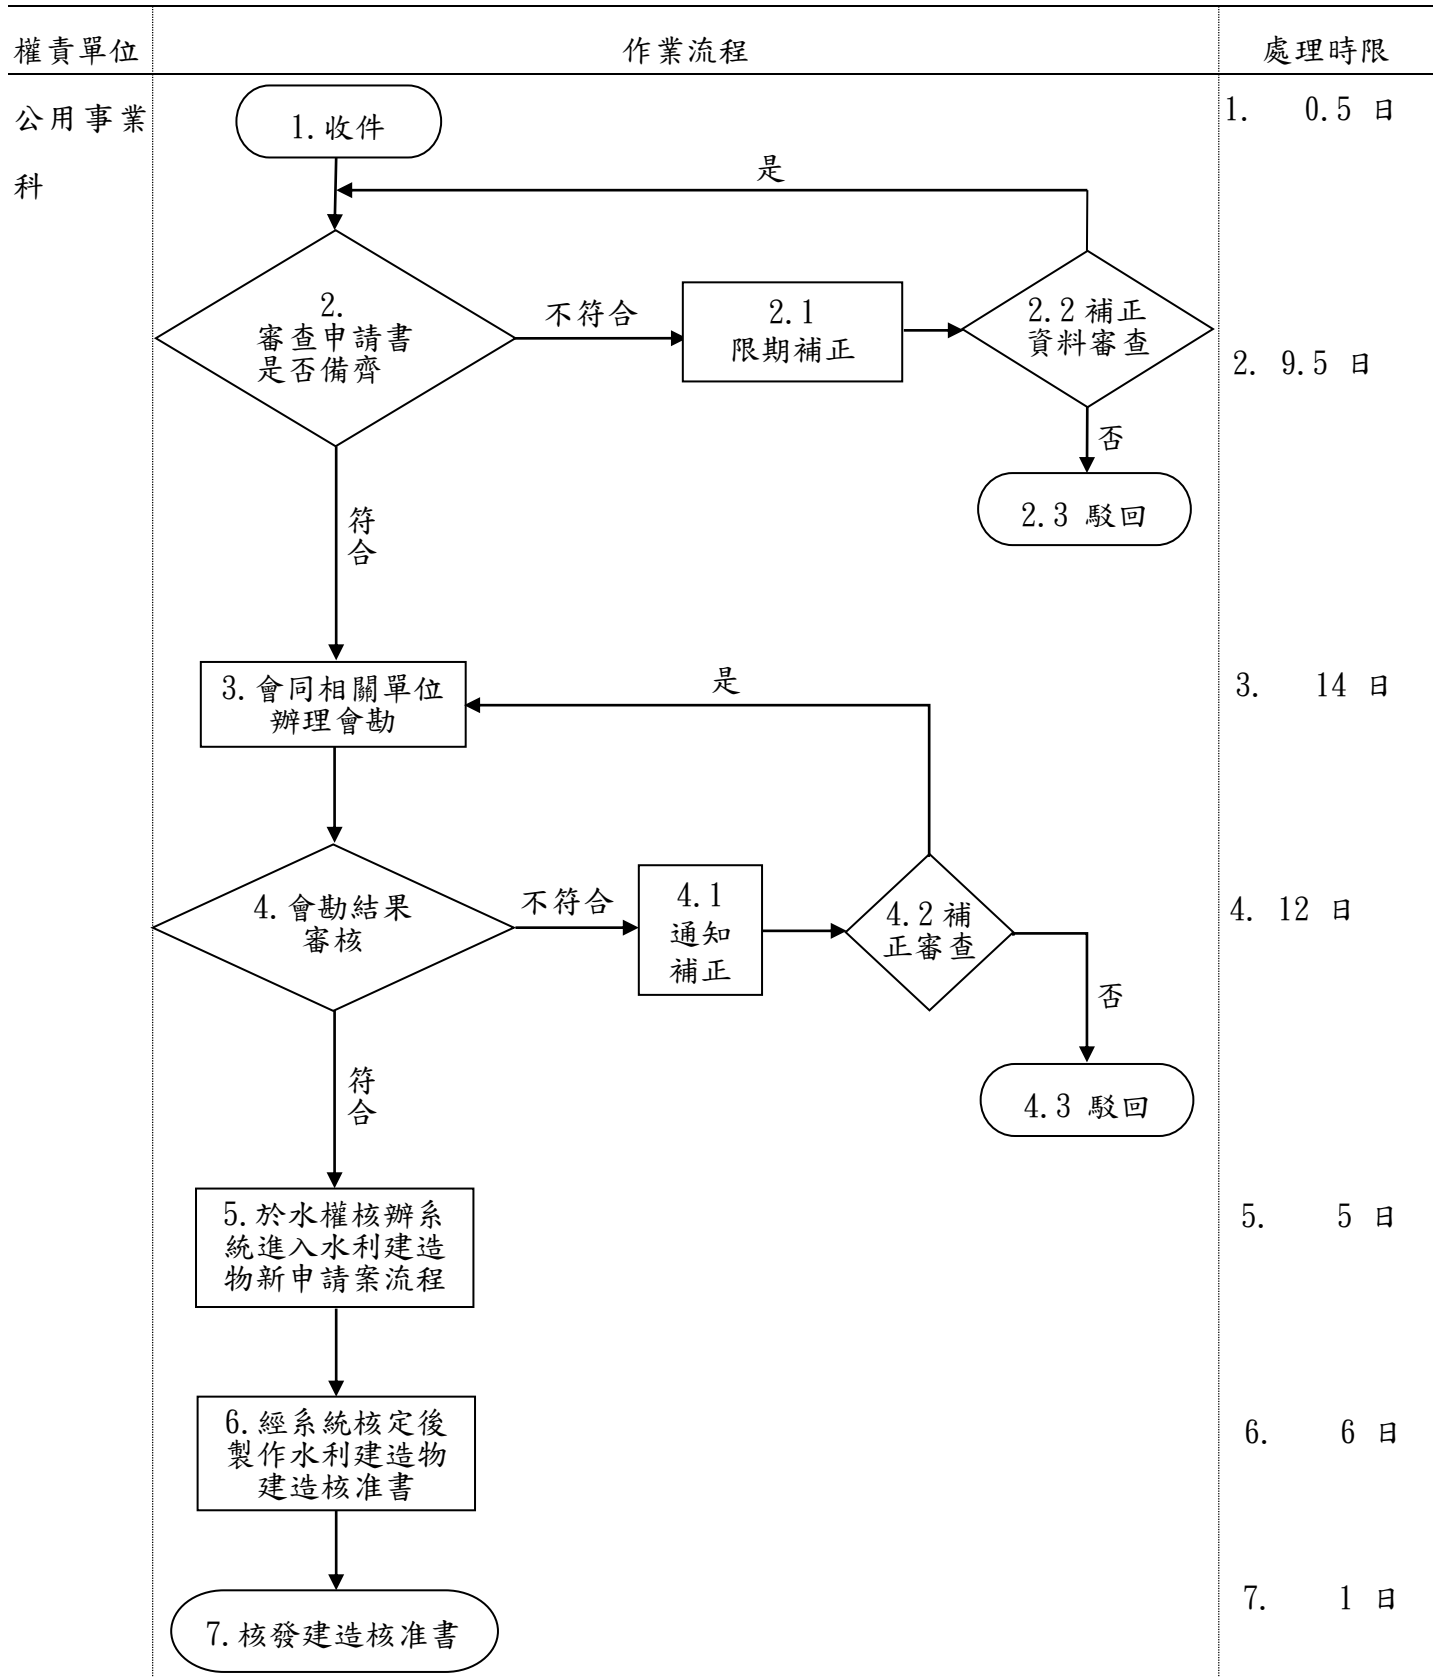 權責單位
作業流程
處理時限
公用事業
科
1.收件
1. 0.5 日
是
2.
審查申請書
是否備齊
不符合
2.1
限期補正
2.2 補正
資料審查
2. 9.5 日
否
2.3 駁回
符
合
3.會同相關單位
辦理會勘
是
3. 14 日
4.會勘結果
審核
不符合
4.1
通知
補正
4.2 補
正審查
4. 12 日
否
4.3 駁回
符
合
5.於水權核辦系
統進入水利建造
物新申請案流程
5. 5 日
6.經系統核定後
製作水利建造物
建造核准書
6. 6 日
7.核發建造核准書
7. 1 日